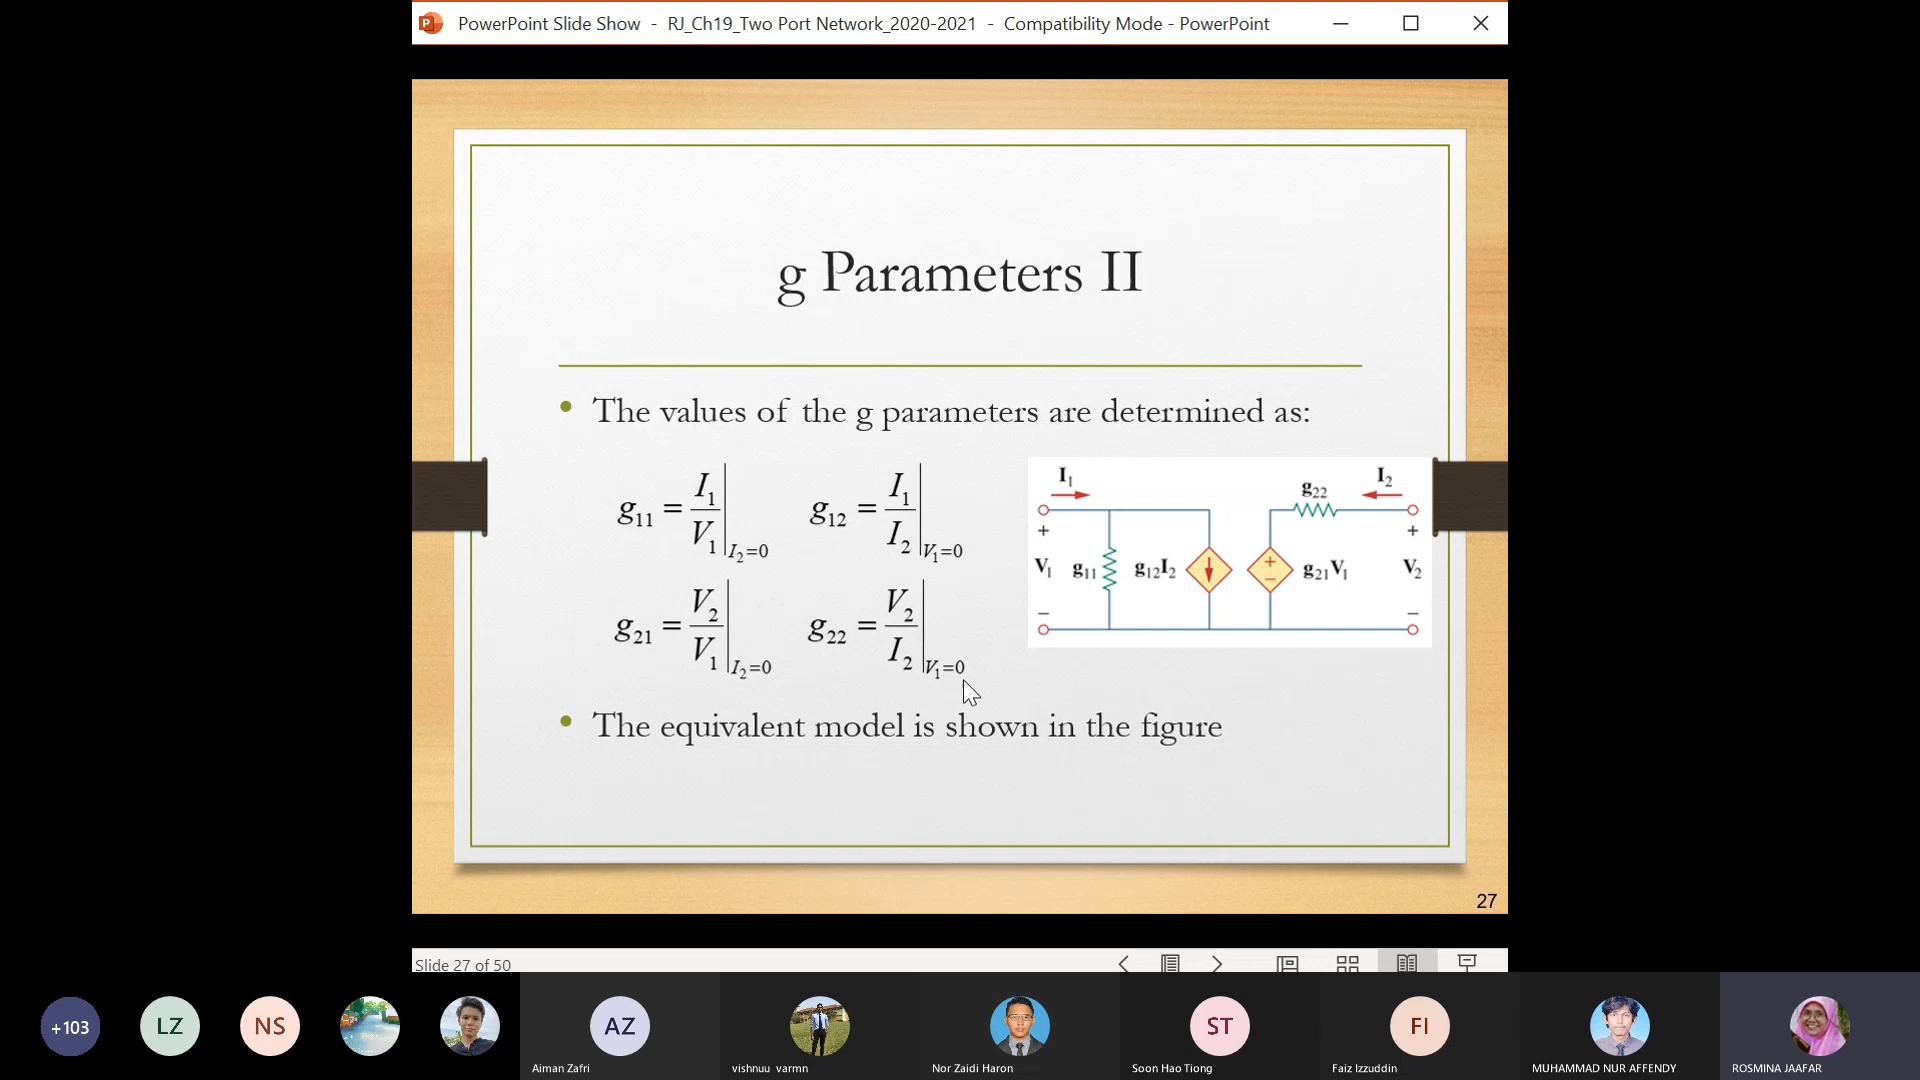 PowerPoint Slide Show - RJ_Ch19_Two Port Network_2020-2021 - Compatibility Mode - PowerPoint
g Parameters II
• The values of the g parameters are determined as:
g₁₁ = I₁/V₁ |I₂=0 g₁₂ = I₁/I₂ |V₁=0
g₂₁ = V₂/V₁ |I₂=0 g₂₂ = V₂/I₂ |V₁=0
I₁ g₂₂ I₂
+ + − +
V₁ g₁₁ g₁₂I₂ g₂₁V₁ V₂
− −
• The equivalent model is shown in the figure
27
Slide 27 of 50
+103 LZ NS AZ ST FI
Aiman Zafri vishnuu varmn Nor Zaidi Haron Soon Hao Tiong Faiz Izzuddin MUHAMMAD NUR AFFENDY ROSMINA JAAFAR